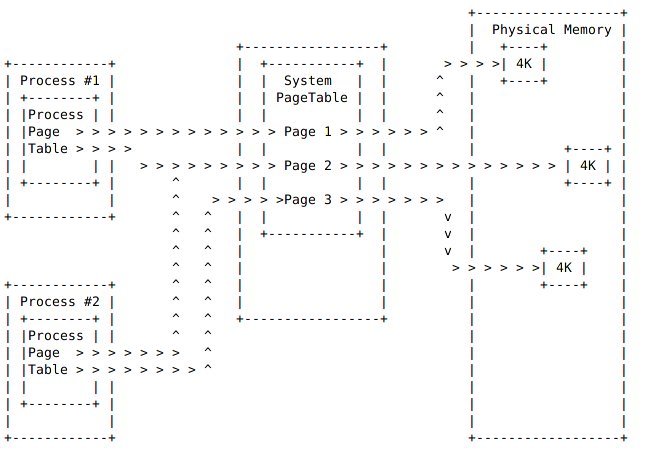 Physical Memory
4K
Process #1
System
PageTable
Process
Page
Page 1
Table
Page 2
4K
Page 3
4K
Process #2
Process
Page
Table